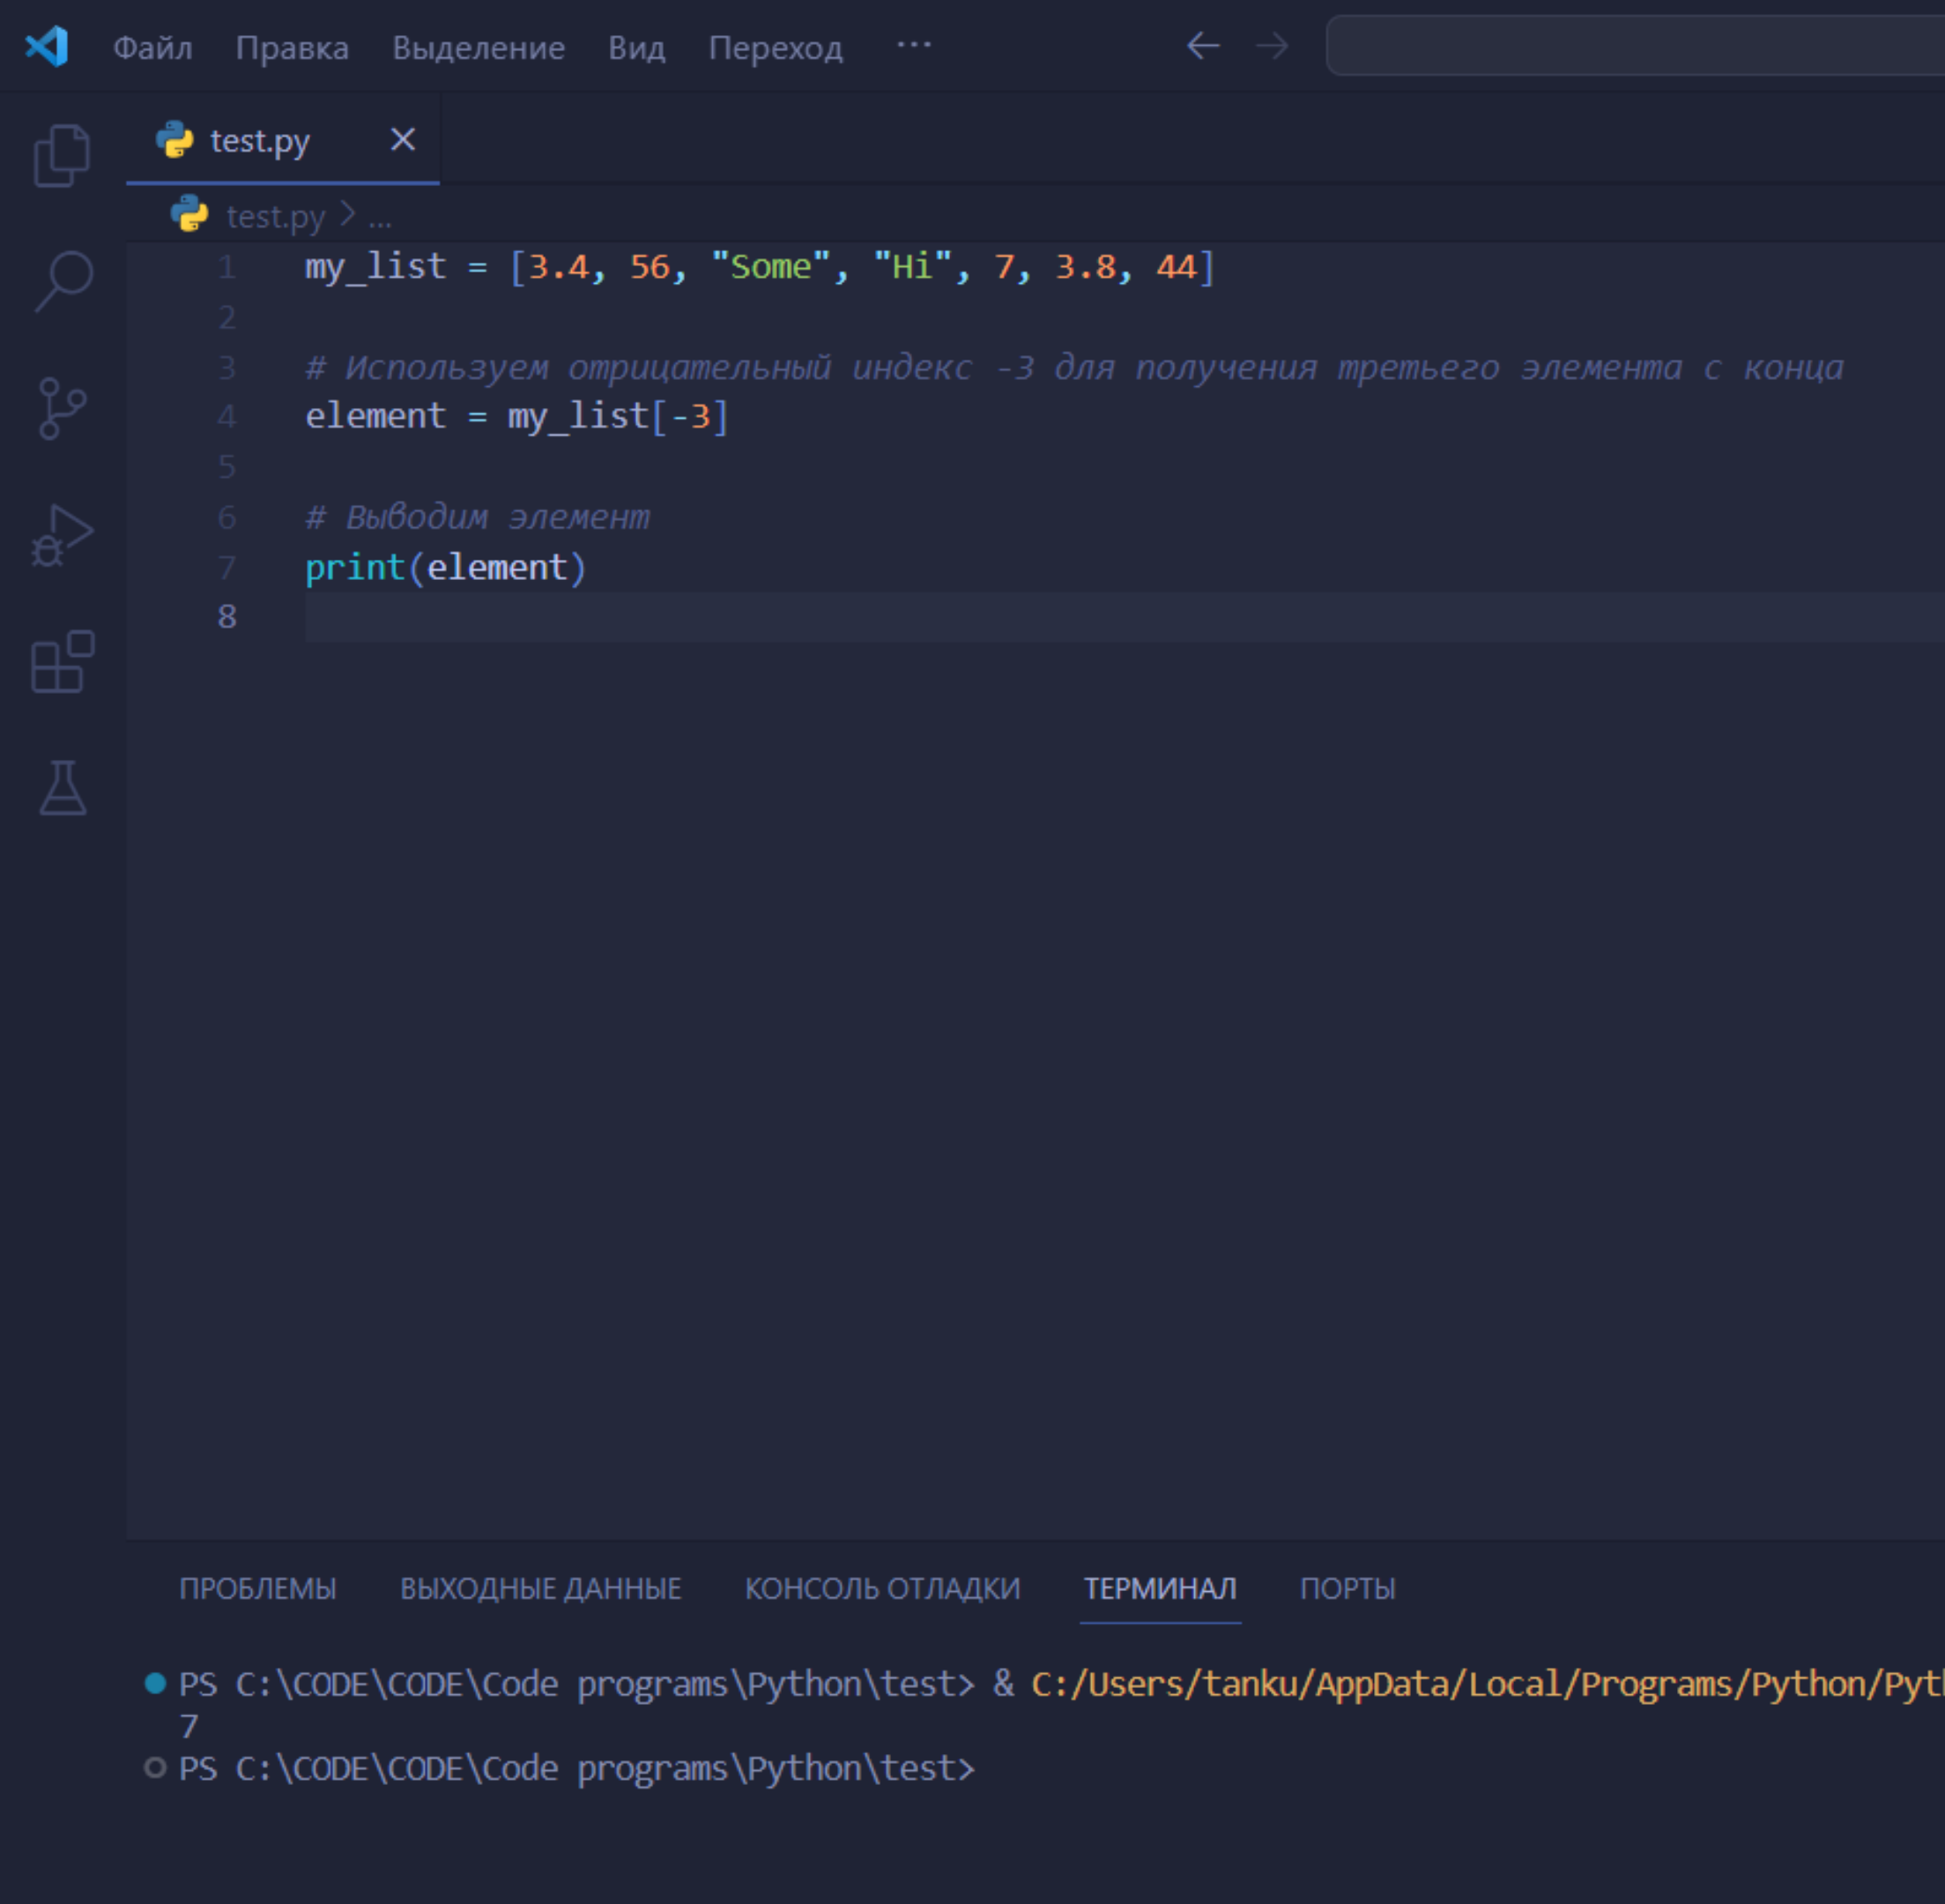 Файл Правка Выделение Вид Переход ...
test.py
test.py > ...
1 my_list = [3.4, 56, "Some", "Hi", 7, 3.8, 44]
2
3 # Используем отрицательный индекс -3 для получения третьего элемента с конца
4 element = my_list[-3]
5
6 # Выводим элемент
7 print(element)
8
ПРОБЛЕМЫ ВЫХОДНЫЕ ДАННЫЕ КОНСОЛЬ ОТЛАДКИ ТЕРМИНАЛ ПОРТЫ
PS C:\CODE\CODE\Code programs\Python\test> & C:/Users/tanku/AppData/Local/Programs/Python/Pyth
7
PS C:\CODE\CODE\Code programs\Python\test>